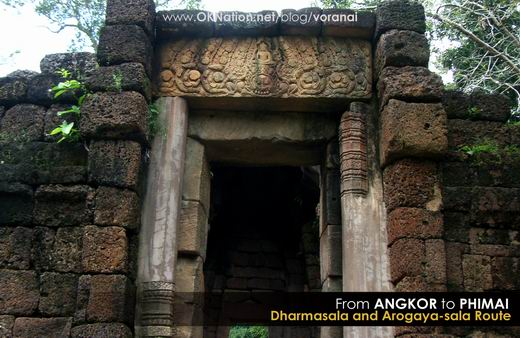 www.OKNation.net/blog/voranai
From ANGKOR to PHIMAI
Dharmasala and Arogaya-sala Route